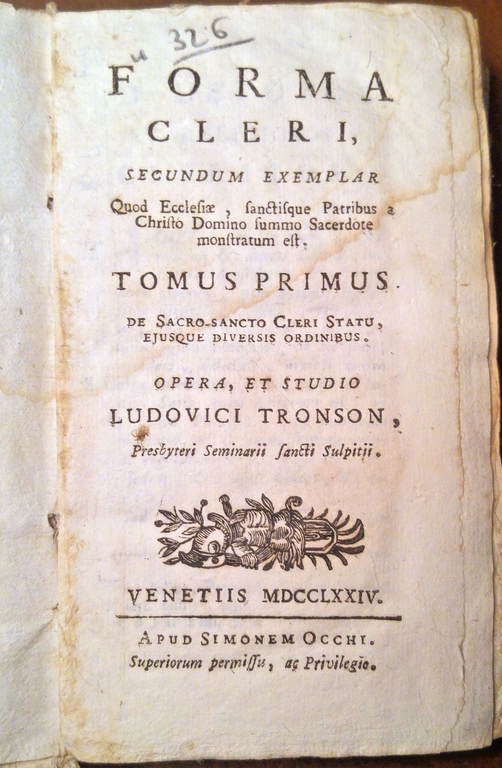 326
FORMA
CLERI,
SECUNDUM EXEMPLAR
Quod Ecclesiæ, ſanctiſque Patribus a
Chriſto Domino ſummo Sacerdote
monſtratum eſt.
TOMUS PRIMUS.
DE SACRO-SANCTO CLERI STATU,
EJUSQUE DIVERSIS ORDINIBUS.
OPERA, ET STUDIO
LUDOVICI TRONSON,
Presbyteri Seminarii ſancti Sulpitii.
VENETIIS MDCCLXXIV.
APUD SIMONEM OCCHI.
Superiorum permiſſu, ac Privilegio.